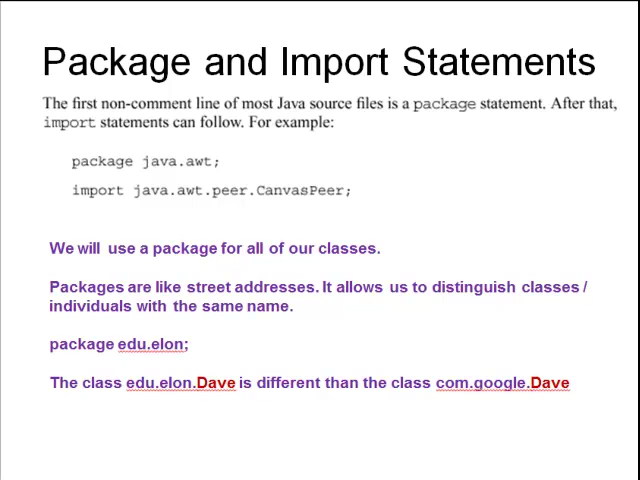 Package and Import Statements
The first non-comment line of most Java source files is a package statement. After that,
import statements can follow. For example:
package java.awt;
import java.awt.peer.CanvasPeer;
We will use a package for all of our classes.
Packages are like street addresses. It allows us to distinguish classes /
individuals with the same name.
package edu.elon;
The class edu.elon.Dave is different than the class com.google.Dave